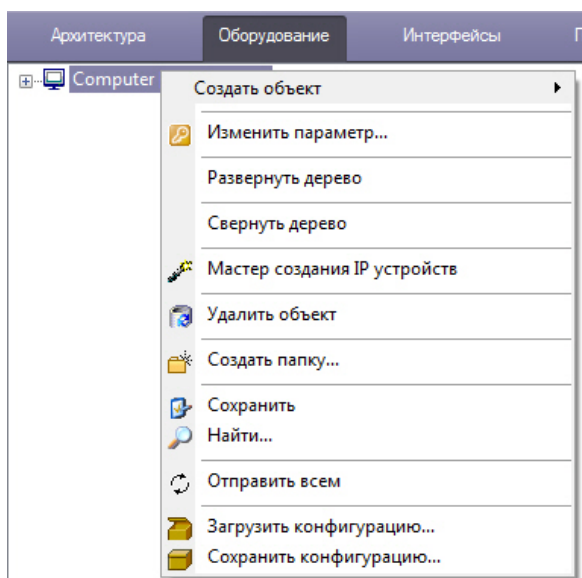 Архитектура Оборудование Интерфейсы
Computer
Создать объект
Изменить параметр...
Развернуть дерево
Свернуть дерево
Мастер создания IP устройств
Удалить объект
Создать папку...
Сохранить
Найти...
Отправить всем
Загрузить конфигурацию...
Сохранить конфигурацию...